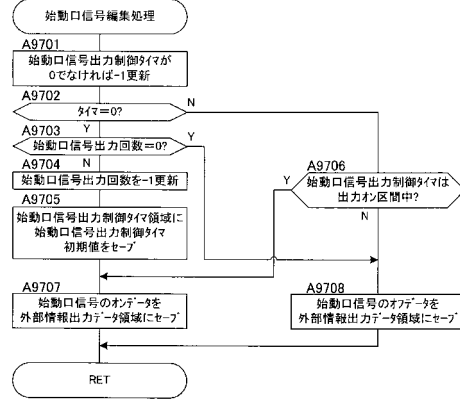 始動口信号編集処理
A9701
始動口信号出力制御タイマが
0でなければ-1更新
A9702
タイマ=0?
N
A9703
Y
始動口信号出力回数=0?
Y
A9704
N
始動口信号出力回数を-1更新
A9705
始動口信号出力制御タイマ領域に
始動口信号出力制御タイマ
初期値をセーブ
A9706
Y
始動口信号出力制御タイマは
出力オン区間中?
N
A9707
始動口信号のオンデータを
外部情報出力データ領域にセーブ
A9708
始動口信号のオフデータを
外部情報出力データ領域にセーブ
RET